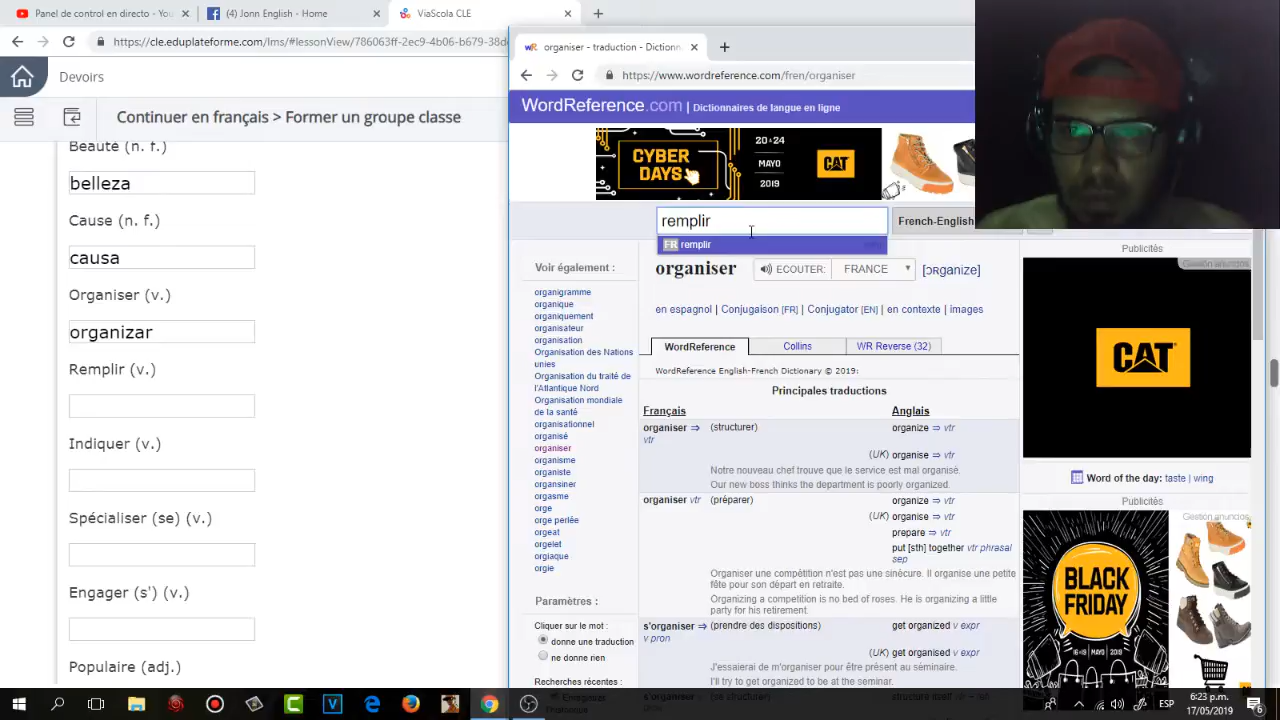 Panel de control en directo - You
(4) Jonn English - Home
ViaScola CLE
https://cle.eduplateforme.com/lms/#lessonView/786063ff-2ec9-4b06-b679-38d
Devoirs
Continuer en français > Former un groupe classe
Beauté (n. f.)
belleza
Cause (n. f.)
causa
Organiser (v.)
organizar
Remplir (v.)
Indiquer (v.)
Spécialiser (se) (v.)
Engager (s') (v.)
Populaire (adj.)
organiser - traduction - Dictionn
https://www.wordreference.com/fren/organiser
WordReference.com | Dictionnaires de langue en ligne
CYBER
DAYS
20→24
MAYO
2019
CAT
remplir
French-English
FR remplir
Voir également :
organigramme
organique
organiquement
organisateur
organisation
Organisation des Nations
unies
Organisation du traité de
l'Atlantique Nord
Organisation mondiale
de la santé
organisationnel
organisé
organiser
organisme
organiste
organsiner
orgasme
orge
orge perlée
orgeat
orgelet
orgiaque
orgie
Paramètres :
Cliquer sur le mot :
donne une traduction
ne donne rien
Recherches récentes :
Enregistrer
organiser
ECOUTER:
FRANCE
[ɔʀganize]
en espagnol | Conjugaison [FR] | Conjugator [EN] | en contexte | images
WordReference
Collins
WR Reverse (32)
WordReference English-French Dictionary © 2019:
Principales traductions
Français
Anglais
organiser ⇒ (structurer) organize ⇒ vtr
vtr
(UK) organise ⇒ vtr
Notre nouveau chef trouve que le service est mal organisé.
Our new boss thinks the department is poorly organized.
organiser vtr (préparer) organize ⇒ vtr
(UK) organise ⇒ vtr
prepare ⇒ vtr
put [sth] together vtr phrasal
sep
Organiser une compétition n'est pas une sinécure. Il organise une petite
fête pour son départ en retraite.
Organizing a competition is no bed of roses. He is organizing a little
party for his retirement.
s'organiser ⇒ (prendre des dispositions) get organized v expr
v pron
(UK) get organised v expr
J'essaierai de m'organiser pour être présent au séminaire.
I'll try to get organized to be at the seminar.
s'organiser (se structurer)
Publicités
Gestión anuncios
CAT
Word of the day: taste | wing
Publicités
Gestión anuncios
BLACK
FRIDAY
MAYO
2019
ESP
6:23 p.m.
17/05/2019
6